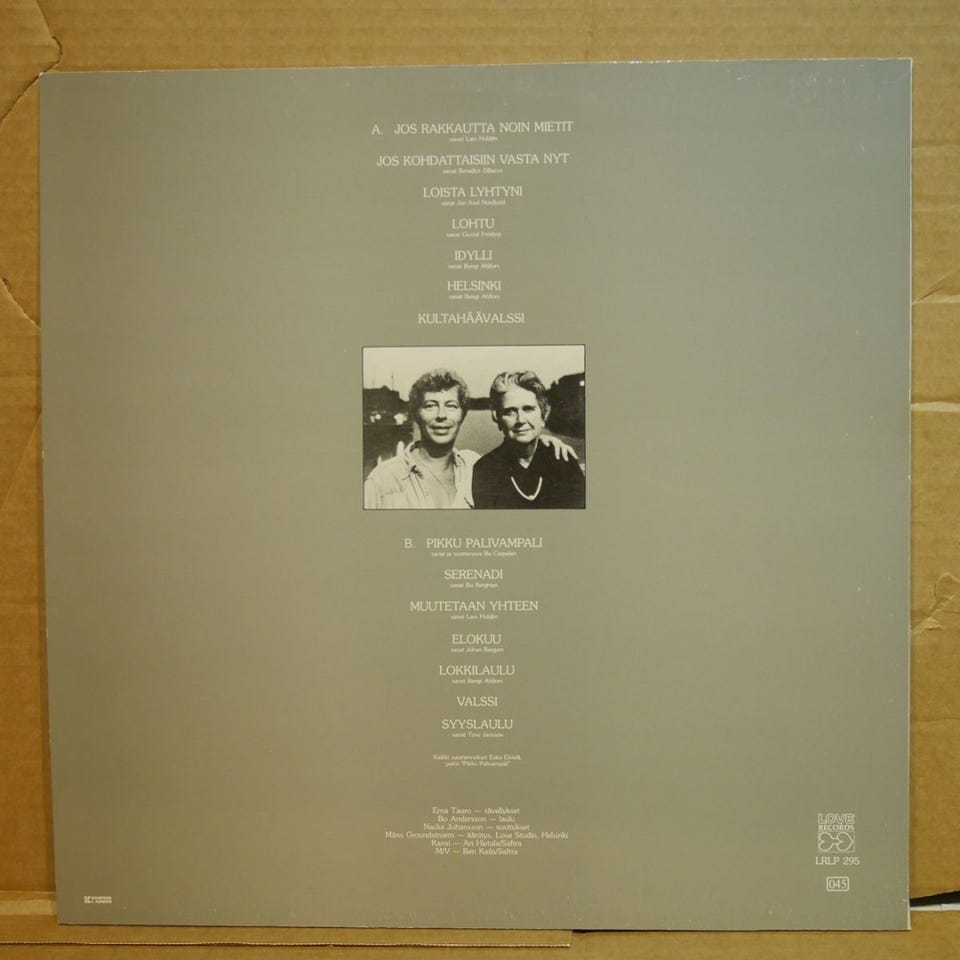 A. JOS RAKKAUTTA NOIN MIETIT
sanat Lars Huldén
JOS KOHDATTAISIIN VASTA NYT
sanat Benedict Zilliacus
LOISTA LYHTYNI
sanat Jan-Axel Nordlund
LOHTU
sanat Gustaf Fröding
IDYLLI
sanat Bengt Ahlfors
HELSINKI
sanat Bengt Ahlfors
KULTAHÄÄVALSSI
B. PIKKU PALIVAMPALI
sanat ja suomennos Bo Carpelan
SERENADI
sanat Bo Bergman
MUUTETAAN YHTEEN
sanat Lars Huldén
ELOKUU
sanat Johan Bargum
LOKKILAULU
sanat Bengt Ahlfors
VALSSI
SYYSLAULU
sanat Tove Jansson
Kaikki suomennokset Esko Elstelä,
paitsi "Pikku Palivampali"
Erna Tauro — sävellykset
Bo Andersson — laulu
Nacke Johansson — sovitukset
Måns Groundstroem — äänitys, Love Studio, Helsinki
Kansi — Ari Hietala/Saftra
M/V — Ben Kaila/Saftra
LOVE
RECORDS
LRLP 295
045